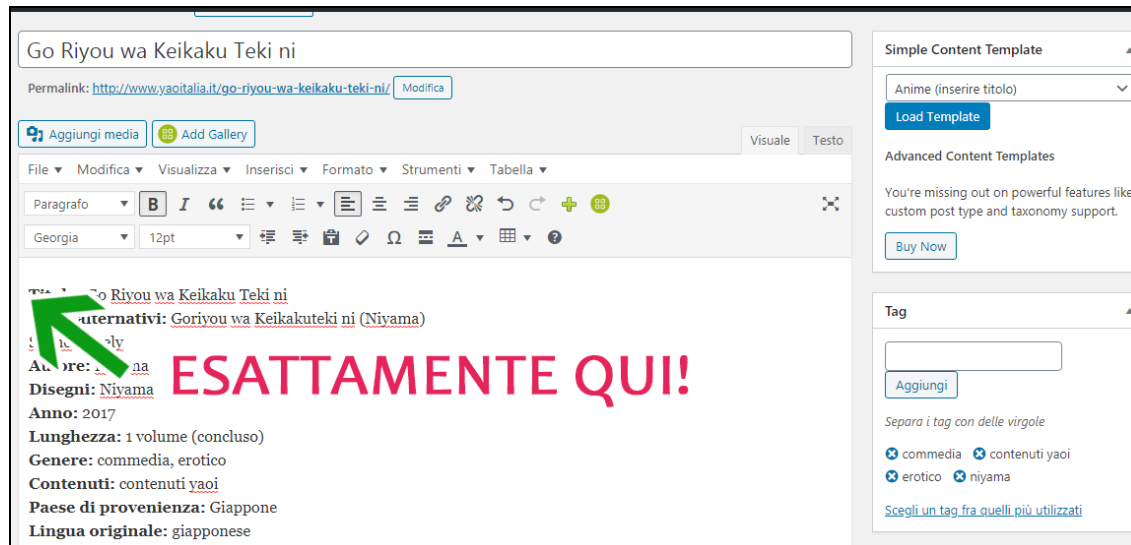 Go Riyou wa Keikaku Teki ni
Permalink: http://www.yaoitalia.it/go-riyou-wa-keikaku-teki-ni/ Modifica
Aggiungi media Add Gallery
Visuale Testo
File Modifica Visualizza Inserisci Formato Strumenti Tabella
Paragrafo B I
Georgia 12pt Ω A
Riyou wa Keikaku Teki ni
Goriyou wa Keikakuteki ni (Niyama)
ESATTAMENTE QUI!
Disegni: Niyama
Anno: 2017
Lunghezza: 1 volume (concluso)
Genere: commedia, erotico
Contenuti: contenuti yaoi
Paese di provenienza: Giappone
Lingua originale: giapponese
Simple Content Template
Anime (inserire titolo)
Load Template
Advanced Content Templates
You're missing out on powerful features like
custom post type and taxonomy support.
Buy Now
Tag
Aggiungi
Separa i tag con delle virgole
commedia contenuti yaoi
erotico niyama
Scegli un tag fra quelli più utilizzati